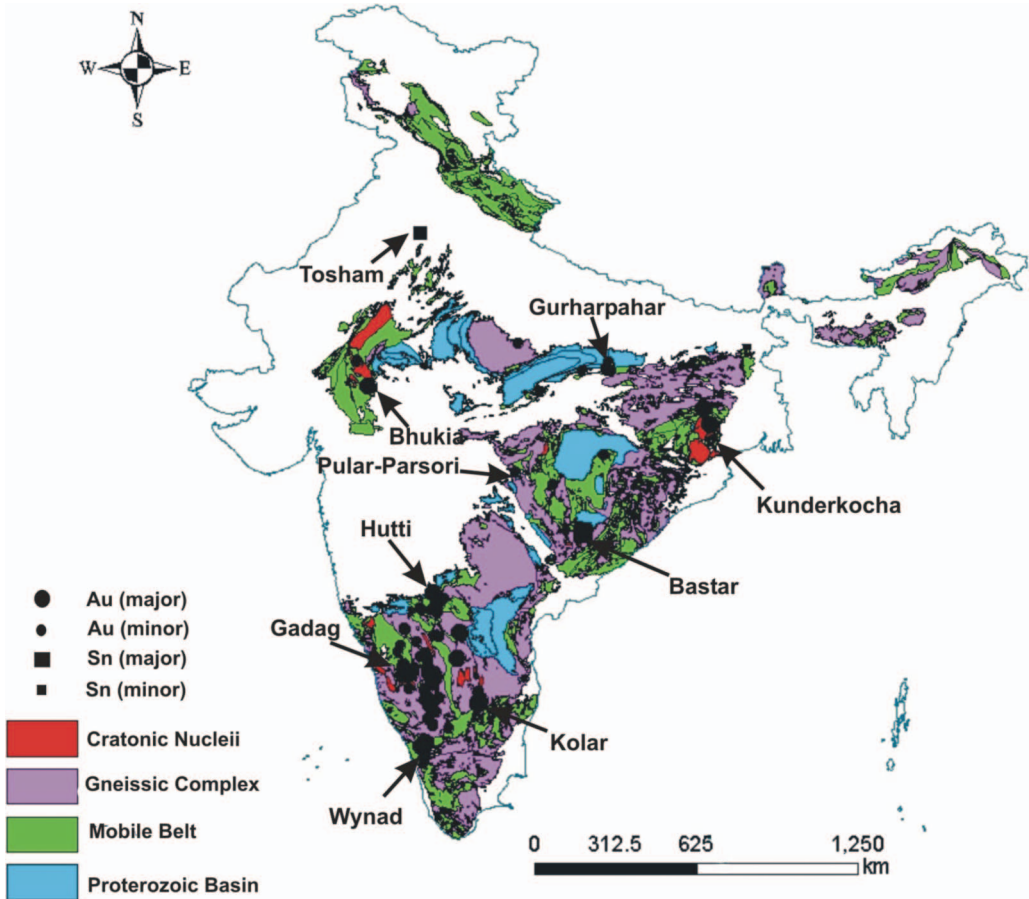 N
W E
S
Tosham
Gurharpahar
Bhukia
Pular-Parsori
Kunderkocha
Hutti
Bastar
Au (major)
Au (minor)
Gadag
Sn (major)
Sn (minor)
Kolar
Cratonic Nucleii
Gneissic Complex
Wynad
Mobile Belt
0 312.5 625 1,250
km
Proterozoic Basin